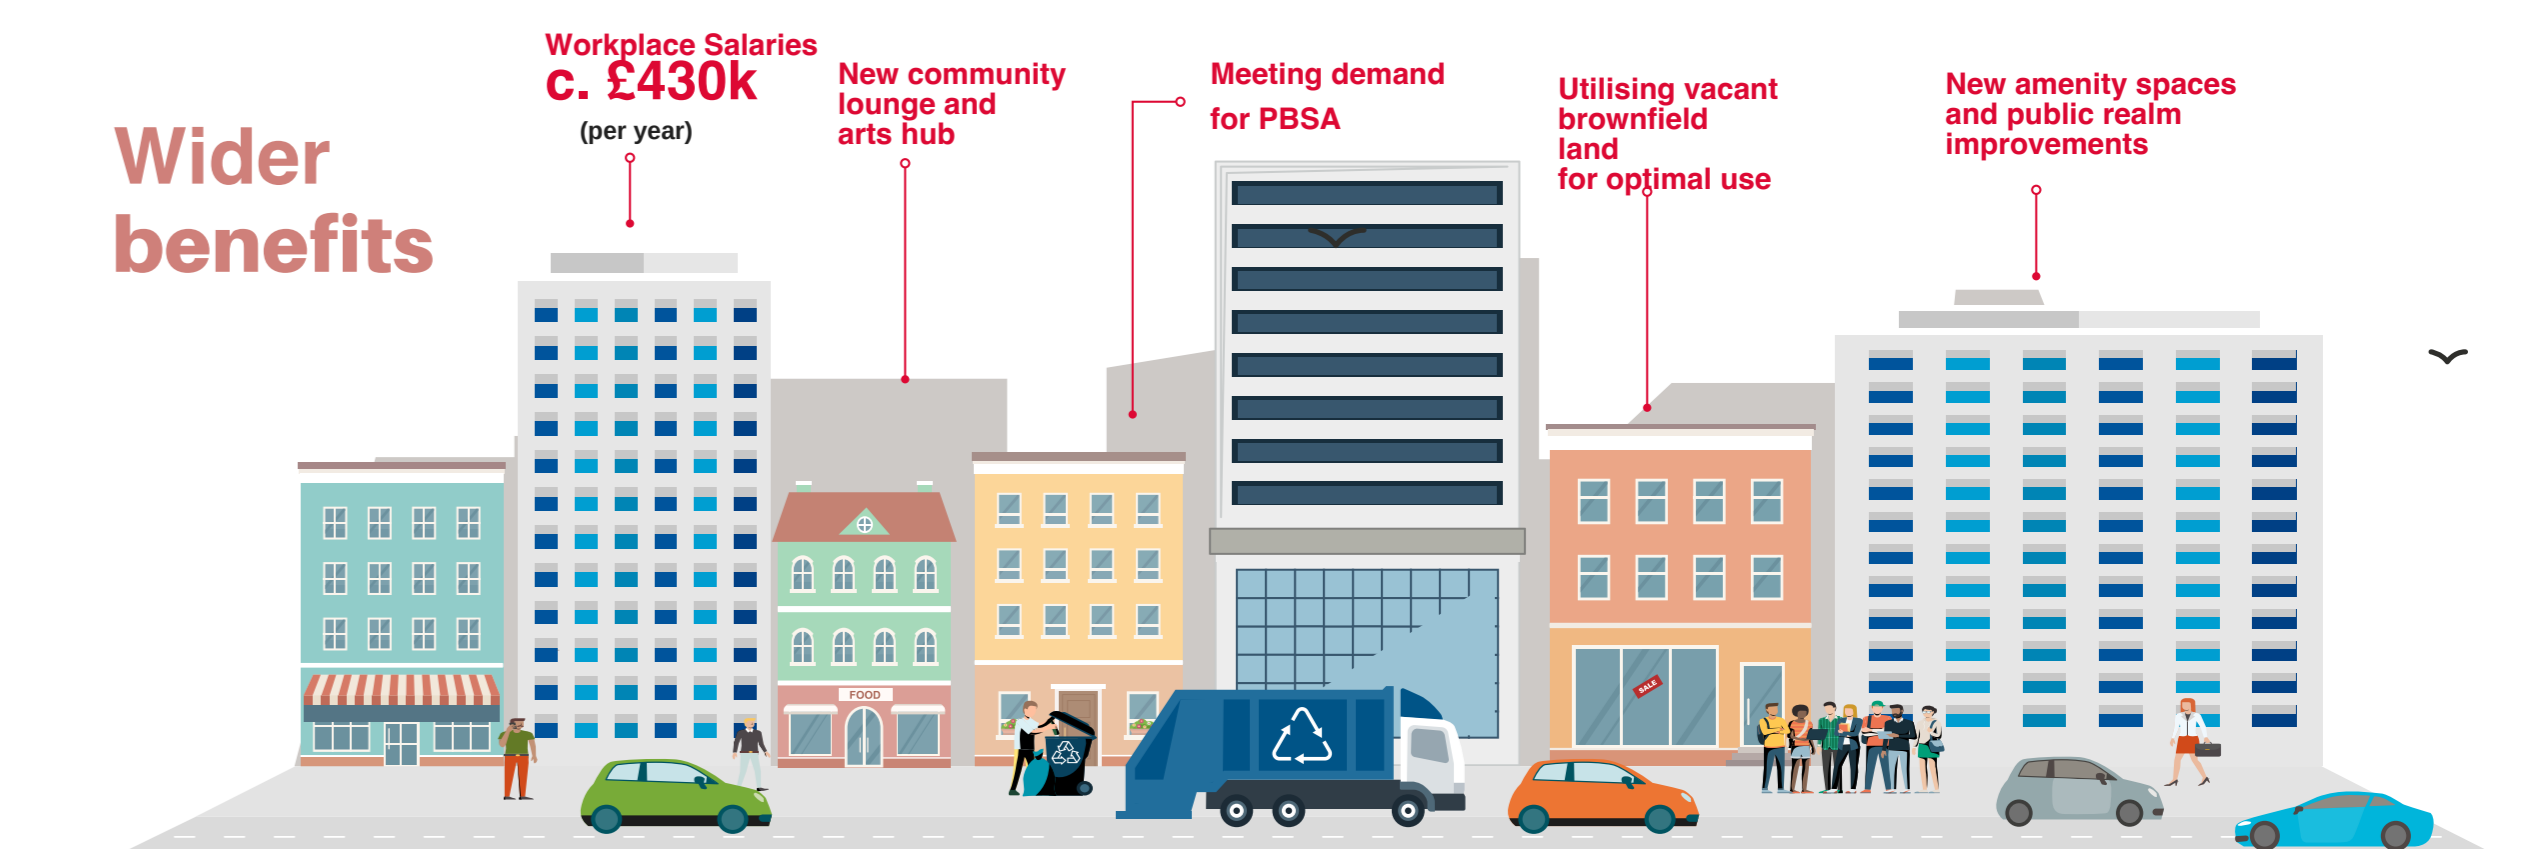 Wider
benefits
Workplace Salaries
c. £430k
(per year)
New community
lounge and
arts hub
Meeting demand
for PBSA
Utilising vacant
brownfield
land
for optimal use
New amenity spaces
and public realm
improvements
FOOD
SALE